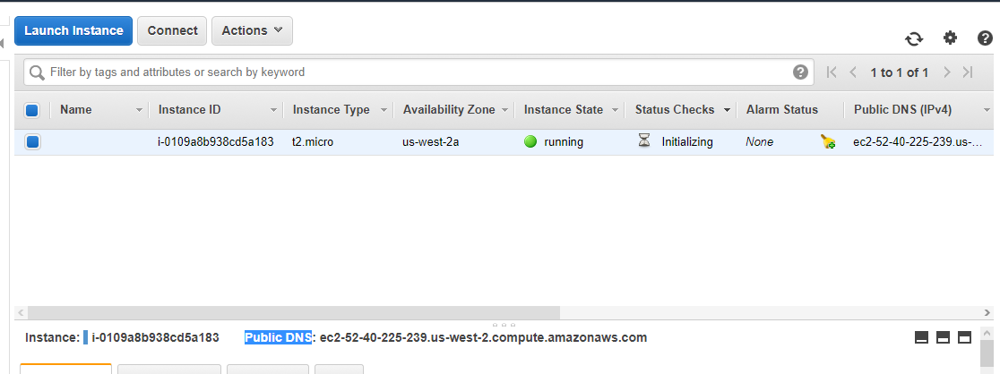 Launch Instance Connect Actions
Filter by tags and attributes or search by keyword 1 to 1 of 1
Name Instance ID Instance Type Availability Zone Instance State Status Checks Alarm Status Public DNS (IPv4)
i-0109a8b938cd5a183 t2.micro us-west-2a running Initializing None ec2-52-40-225-239.us-...
Instance: i-0109a8b938cd5a183 Public DNS: ec2-52-40-225-239.us-west-2.compute.amazonaws.com